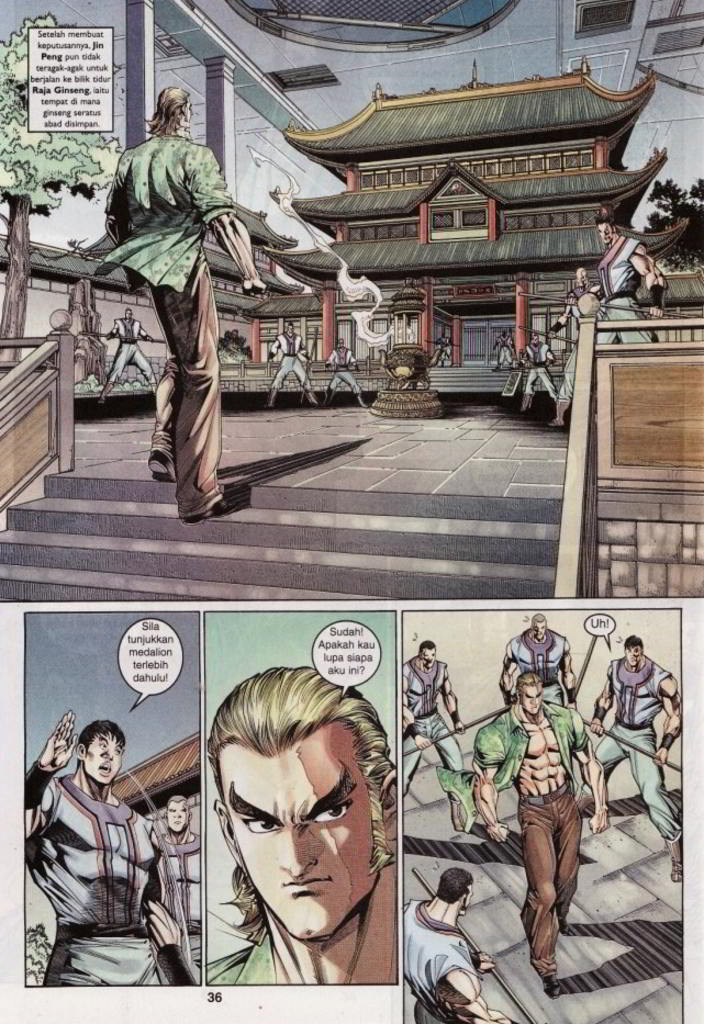 Setelah membuat
keputusannya, Jin
Peng pun tidak
teragak-agak untuk
berjalan ke bilik tidur
Raja Ginseng, iaitu
tempat di mana
ginseng seratus
abad disimpan.
Sila
tunjukkan
medalion
terlebih
dahulu!
Sudah!
Apakah kau
lupa siapa
aku ini?
Uh!
36